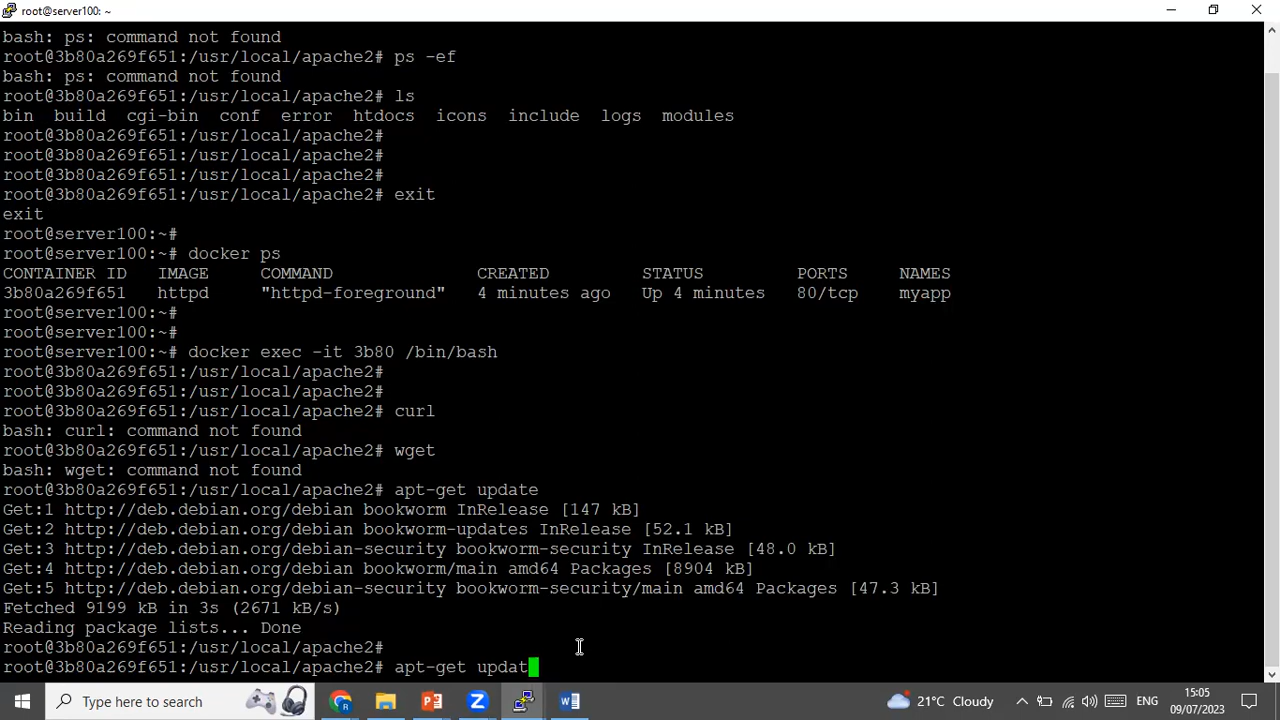 root@server100: ~
bash: ps: command not found
root@3b80a269f651:/usr/local/apache2# ps -ef
bash: ps: command not found
root@3b80a269f651:/usr/local/apache2# ls
bin build cgi-bin conf error htdocs icons include logs modules
root@3b80a269f651:/usr/local/apache2#
root@3b80a269f651:/usr/local/apache2#
root@3b80a269f651:/usr/local/apache2#
root@3b80a269f651:/usr/local/apache2# exit
exit
root@server100:~#
root@server100:~# docker ps
CONTAINER ID IMAGE COMMAND CREATED STATUS PORTS NAMES
3b80a269f651 httpd "httpd-foreground" 4 minutes ago Up 4 minutes 80/tcp myapp
root@server100:~#
root@server100:~#
root@server100:~# docker exec -it 3b80 /bin/bash
root@3b80a269f651:/usr/local/apache2#
root@3b80a269f651:/usr/local/apache2#
root@3b80a269f651:/usr/local/apache2# curl
bash: curl: command not found
root@3b80a269f651:/usr/local/apache2# wget
bash: wget: command not found
root@3b80a269f651:/usr/local/apache2# apt-get update
Get:1 http://deb.debian.org/debian bookworm InRelease [147 kB]
Get:2 http://deb.debian.org/debian bookworm-updates InRelease [52.1 kB]
Get:3 http://deb.debian.org/debian-security bookworm-security InRelease [48.0 kB]
Get:4 http://deb.debian.org/debian bookworm/main amd64 Packages [8904 kB]
Get:5 http://deb.debian.org/debian-security bookworm-security/main amd64 Packages [47.3 kB]
Fetched 9199 kB in 3s (2671 kB/s)
Reading package lists... Done
root@3b80a269f651:/usr/local/apache2#
root@3b80a269f651:/usr/local/apache2# apt-get updat
Type here to search
21°C Cloudy
ENG
15:05
09/07/2023